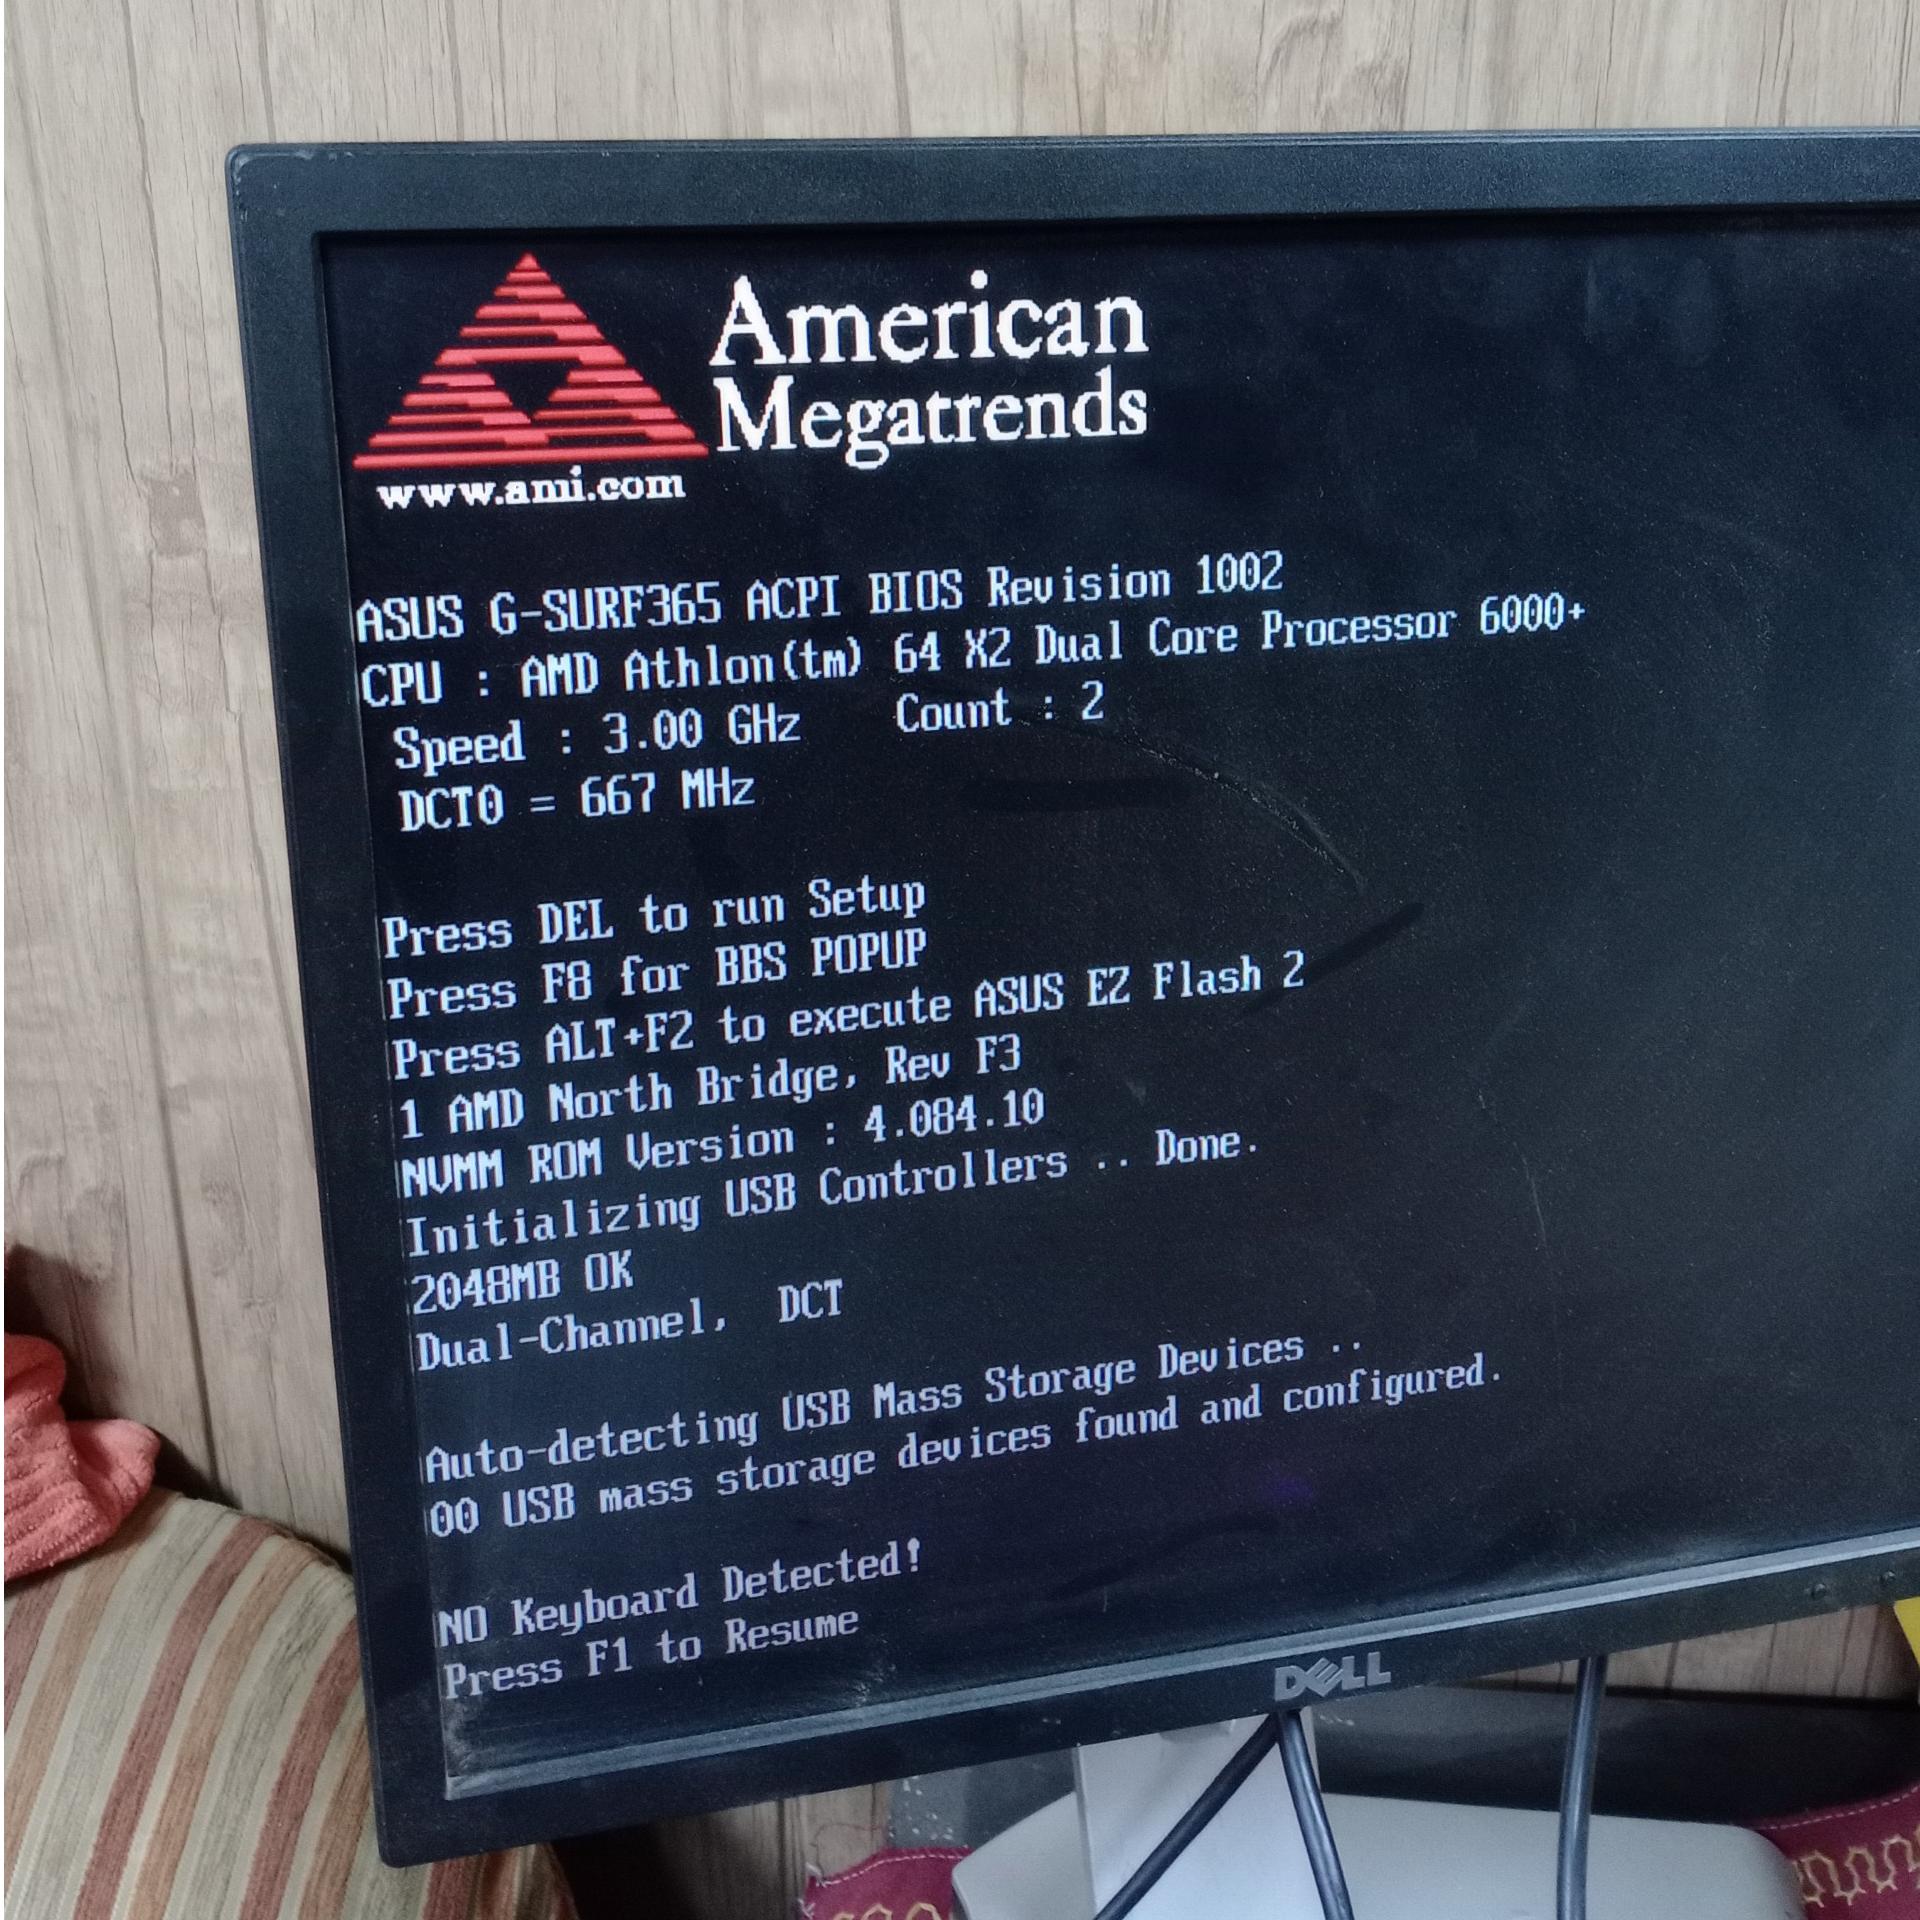 American
Megatrends
www.ami.com
ASUS G-SURF365 ACPI BIOS Revision 1002
CPU : AMD Athlon(tm) 64 X2 Dual Core Processor 6000+
Speed : 3.00 GHz Count : 2
DCT0 = 667 MHz
Press DEL to run Setup
Press F8 for BBS POPUP
Press ALT+F2 to execute ASUS EZ Flash 2
1 AMD North Bridge, Rev F3
NVMM ROM Version : 4.084.10
Initializing USB Controllers .. Done.
2048MB OK
Dual-Channel, DCT
Auto-detecting USB Mass Storage Devices ..
00 USB mass storage devices found and configured.
NO Keyboard Detected!
Press F1 to Resume
DELL